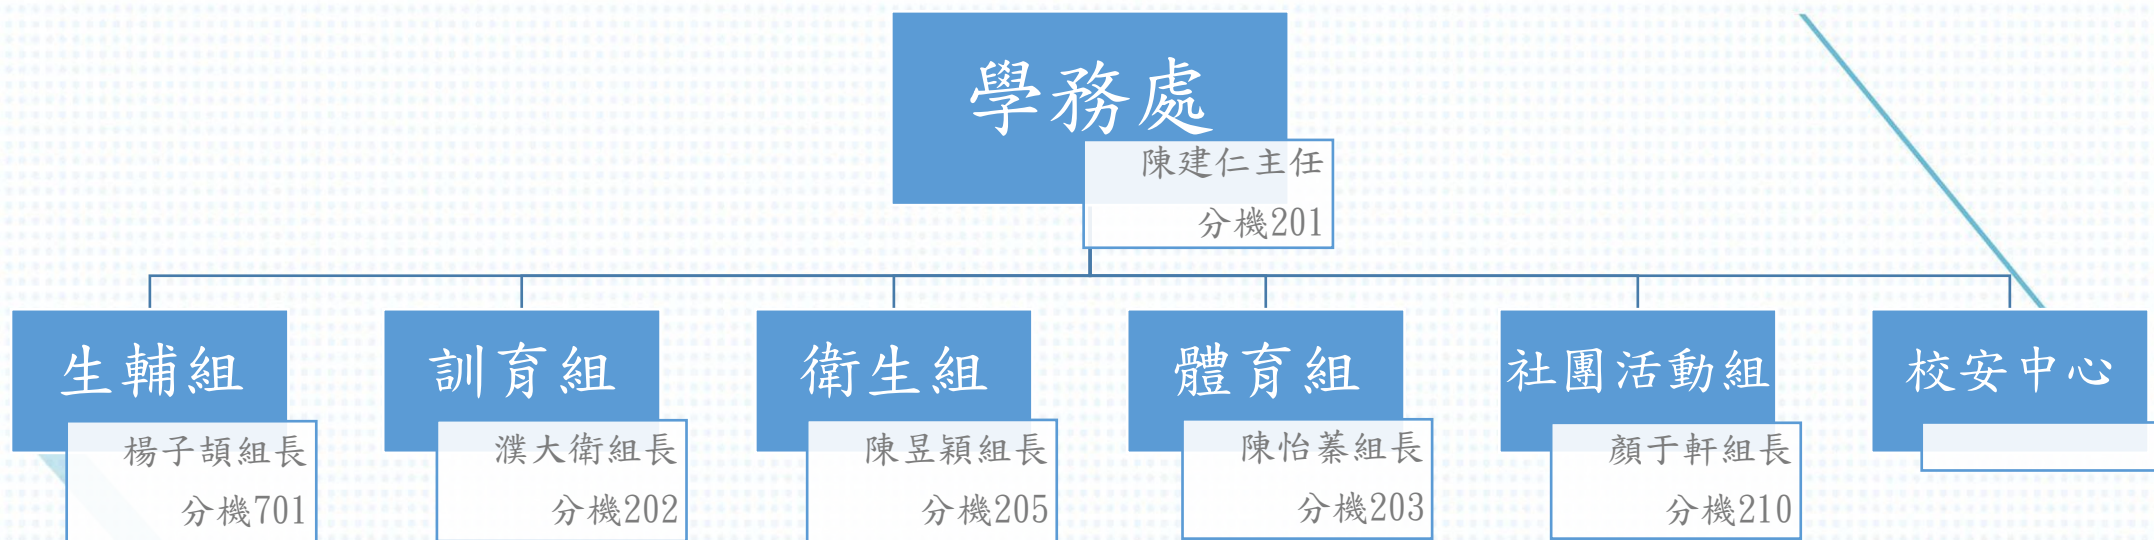 學務處
陳建仁主任
分機201
生輔組
楊子頡組長
分機701
訓育組
濮大衛組長
分機202
衛生組
陳昱穎組長
分機205
體育組
陳怡蓁組長
分機203
社團活動組
顏于軒組長
分機210
校安中心